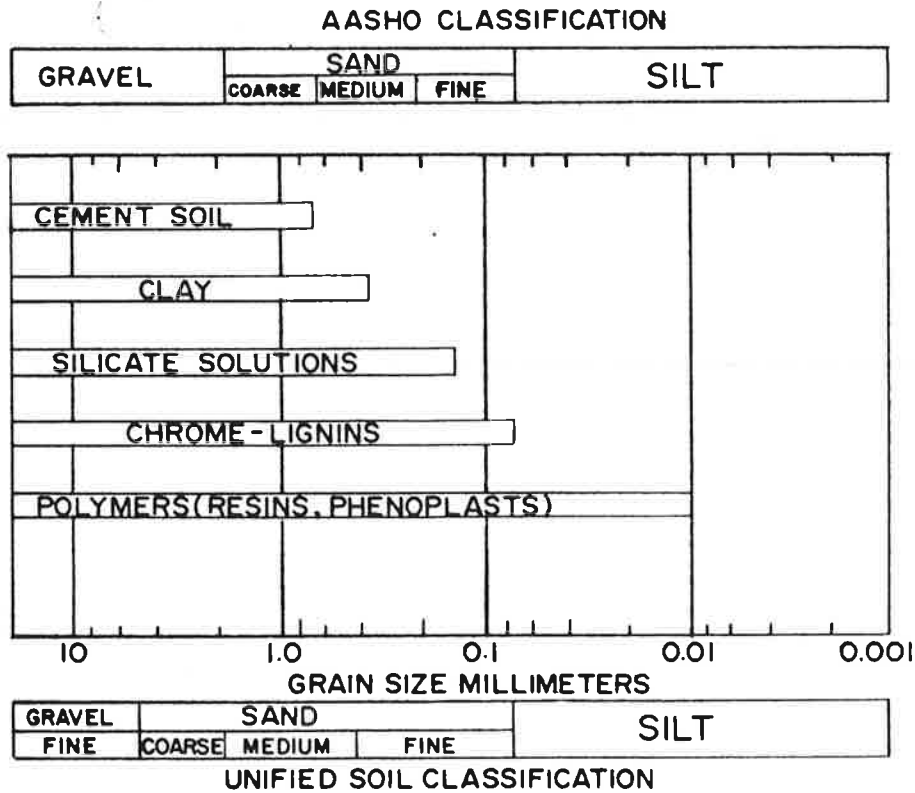 AASHO CLASSIFICATION
GRAVEL SAND SILT
COARSE MEDIUM FINE
CEMENT SOIL
CLAY
SILICATE SOLUTIONS
CHROME-LIGNINS
POLYMERS(RESINS, PHENOPLASTS)
10 1.0 0.1 0.01 0.001
GRAIN SIZE MILLIMETERS
GRAVEL SAND SILT
FINE COARSE MEDIUM FINE
UNIFIED SOIL CLASSIFICATION